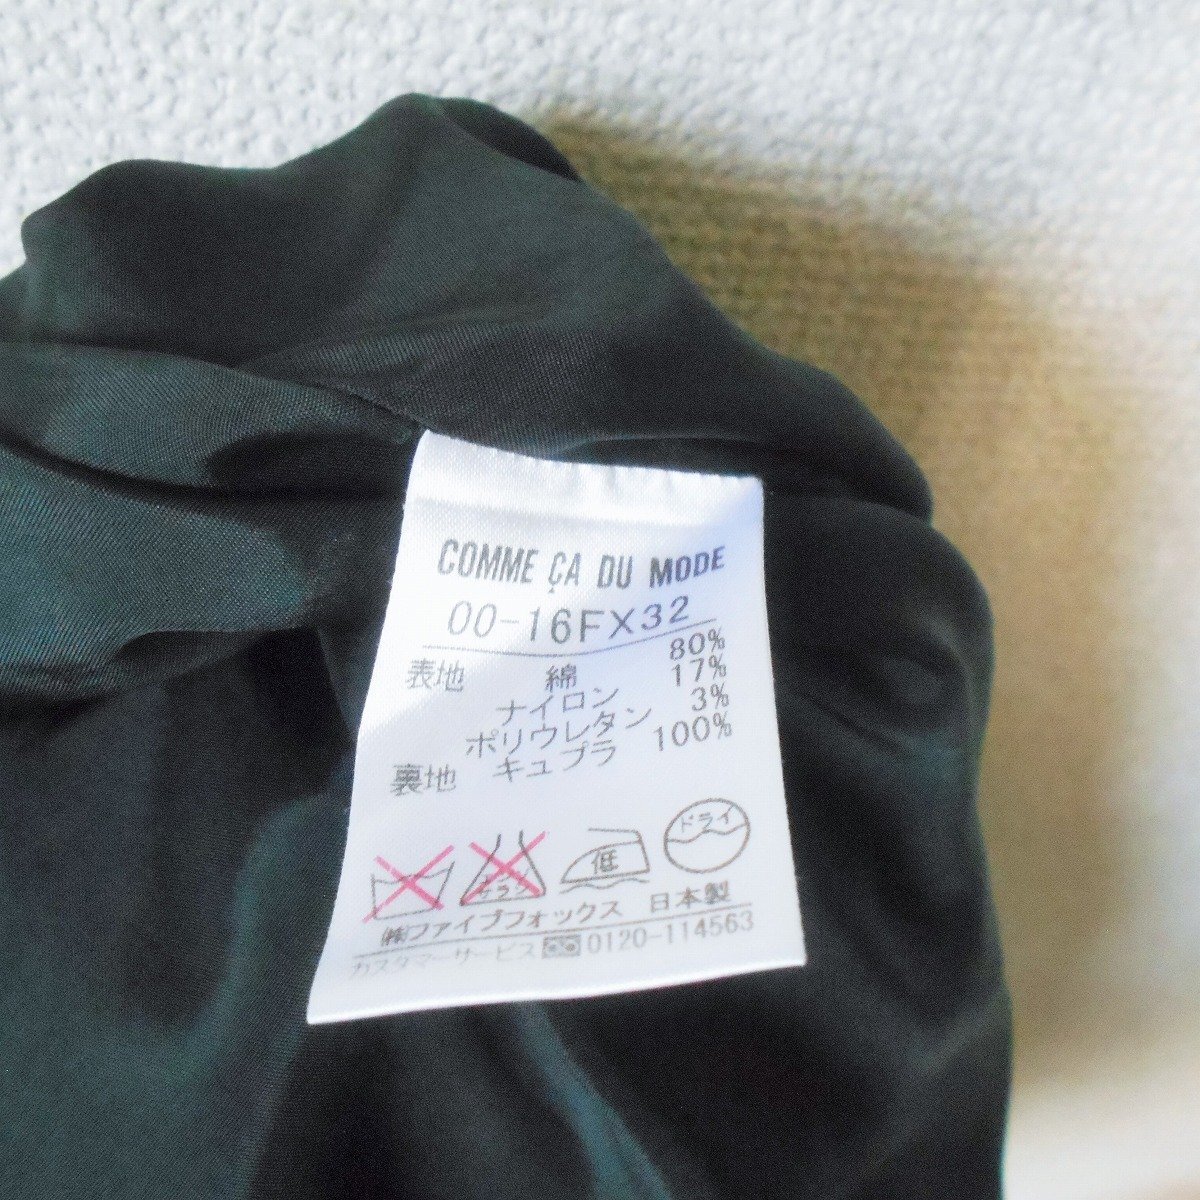 COMME ÇA DU MODE
00-16FX32
表地 綿 80%
ナイロン 17%
ポリウレタン 3%
裏地 キュプラ 100%
サラシ 低 ドライ
㈱ファイブフォックス 日本製
カスタマーサービス 0120-114563